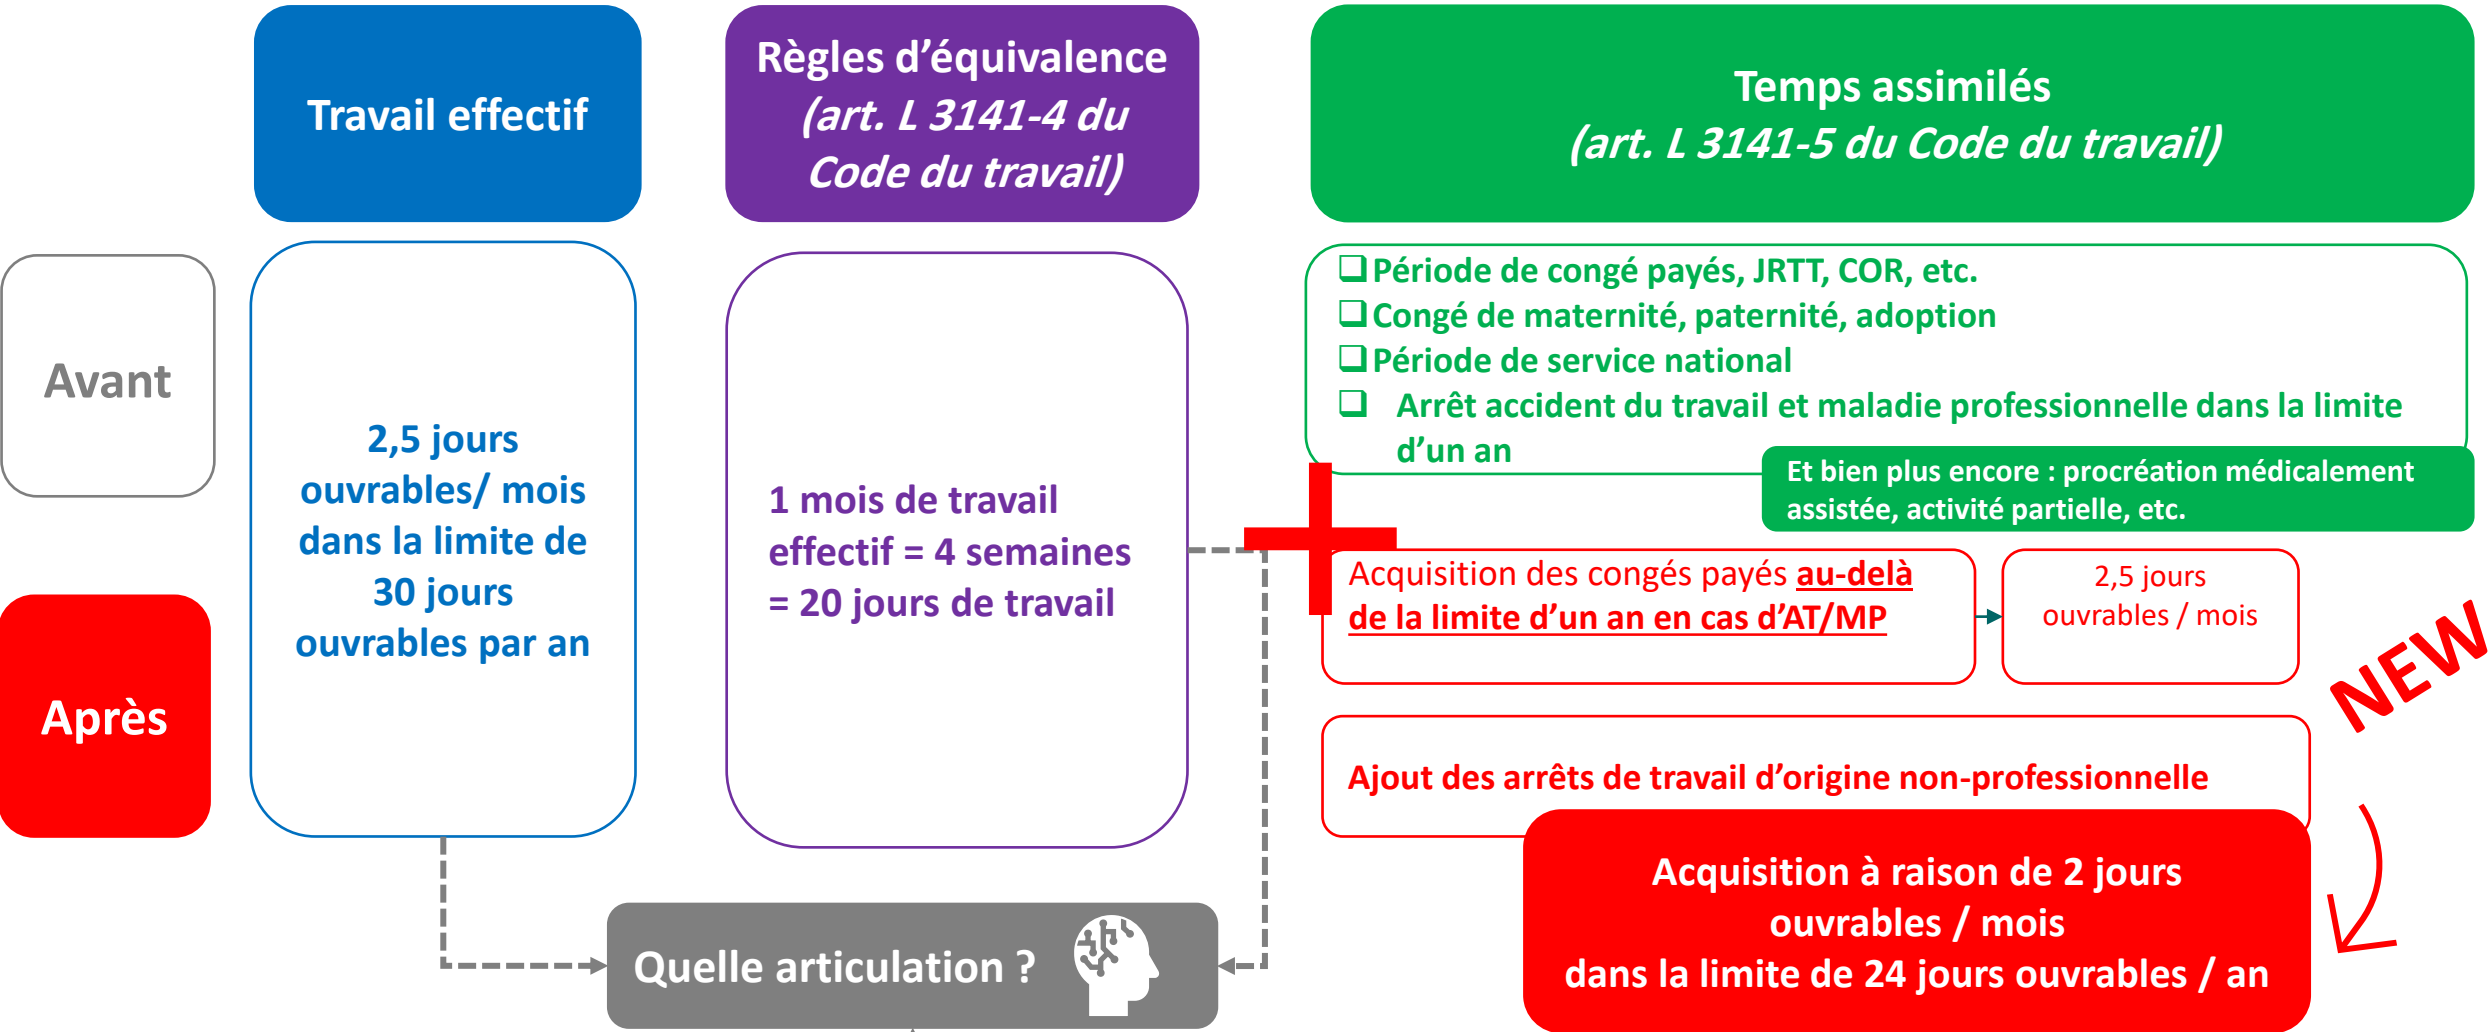 Travail effectif
Règles d’équivalence
(art. L 3141-4 du
Code du travail)
Temps assimilés
(art. L 3141-5 du Code du travail)
Avant
Après
2,5 jours
ouvrables/ mois
dans la limite de
30 jours
ouvrables par an
1 mois de travail
effectif = 4 semaines
= 20 jours de travail
Période de congé payés, JRTT, COR, etc.
Congé de maternité, paternité, adoption
Période de service national
Arrêt accident du travail et maladie professionnelle dans la limite
d’un an
Et bien plus encore : procréation médicalement
assistée, activité partielle, etc.
Acquisition des congés payés au-delà
de la limite d’un an en cas d’AT/MP
2,5 jours
ouvrables / mois
NEW
Ajout des arrêts de travail d’origine non-professionnelle
Acquisition à raison de 2 jours
ouvrables / mois
dans la limite de 24 jours ouvrables / an
Quelle articulation ?